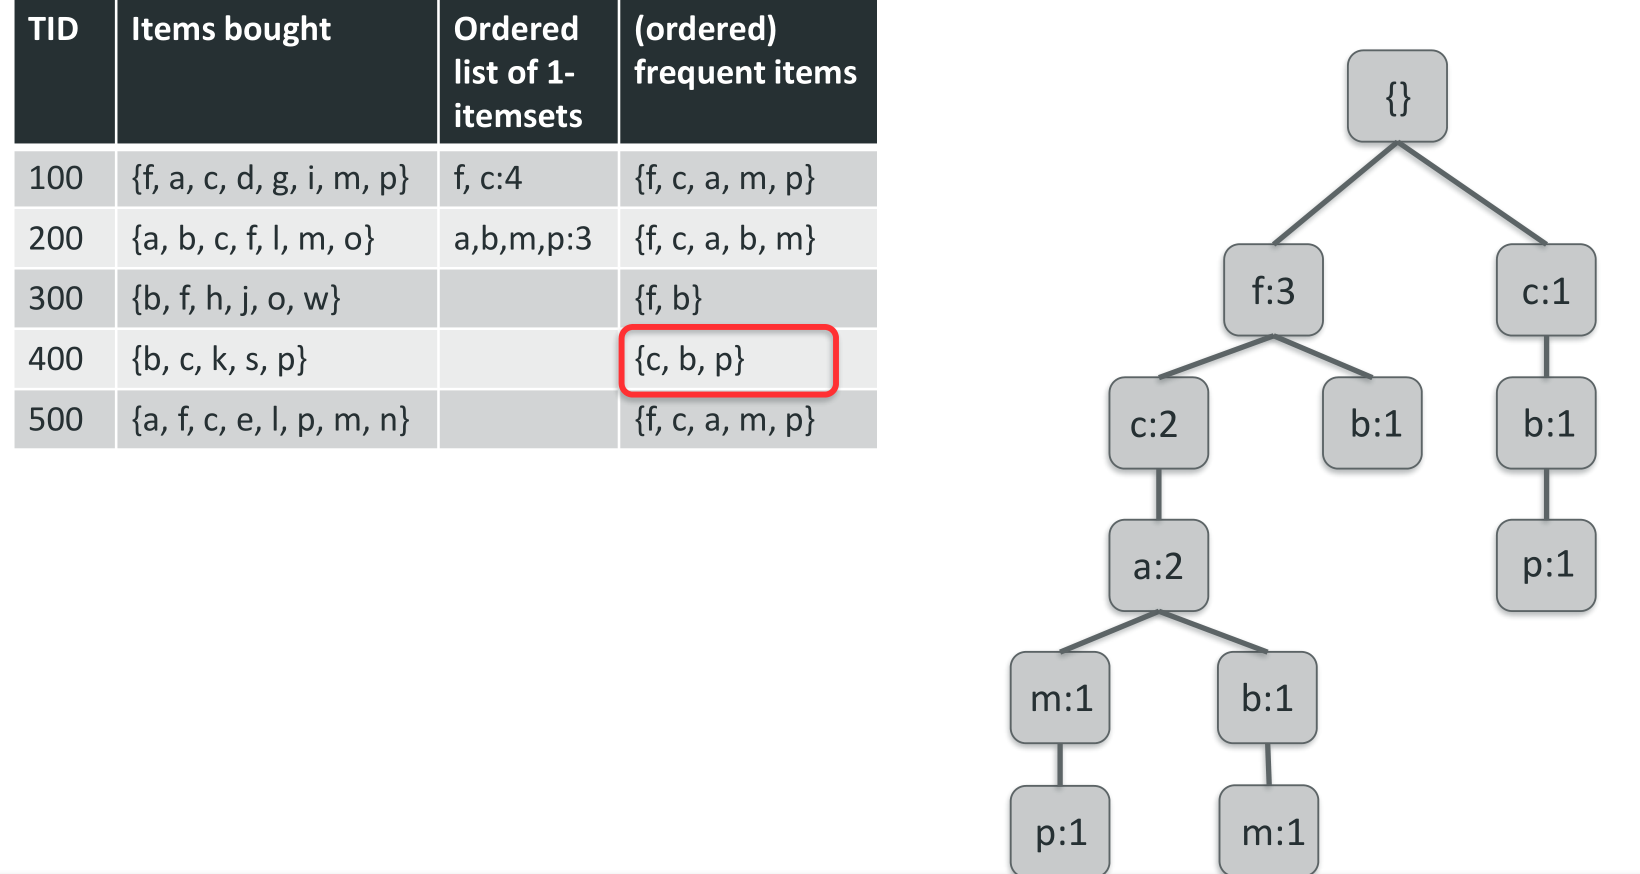 TID Items bought Ordered list of 1-itemsets (ordered) frequent items
100 {f, a, c, d, g, i, m, p} f, c:4 {f, c, a, m, p}
200 {a, b, c, f, l, m, o} a,b,m,p:3 {f, c, a, b, m}
300 {b, f, h, j, o, w} {f, b}
400 {b, c, k, s, p} {c, b, p}
500 {a, f, c, e, l, p, m, n} {f, c, a, m, p}
{}
f:3 c:1
c:2 b:1 b:1
a:2 p:1
m:1 b:1
p:1 m:1